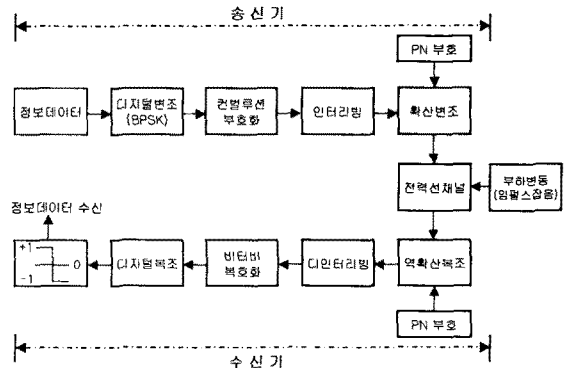 송 신 기
PN 부호
정보데이터
디지털변조
(BPSK)
컨벌루션
부호화
인터리빙
확산변조
전력선채널
부하변동
(임펄스잡음)
정보데이터 수신
+1
0
-1
디지털복조
비터비
복호화
디인터리빙
역확산복조
PN 부호
수 신 기